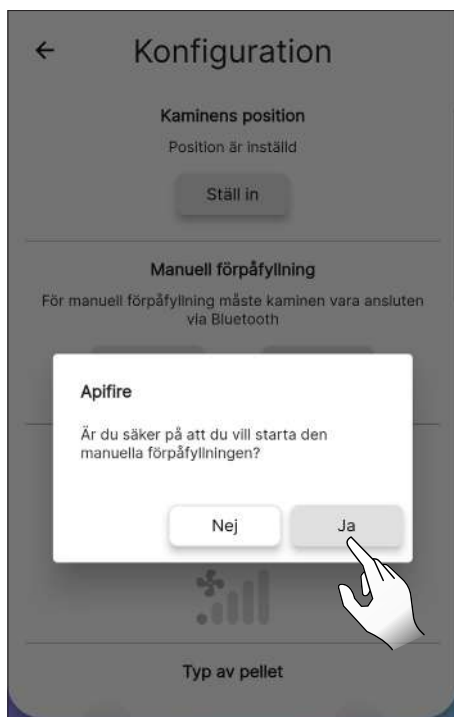 Konfiguration
Kaminens position
Position är inställd
Ställ in
Manuell förpåfyllning
För manuell förpåfyllning måste kaminen vara ansluten
via Bluetooth
Apifire
Är du säker på att du vill starta den
manuella förpåfyllningen?
Nej
Ja
Typ av pellet